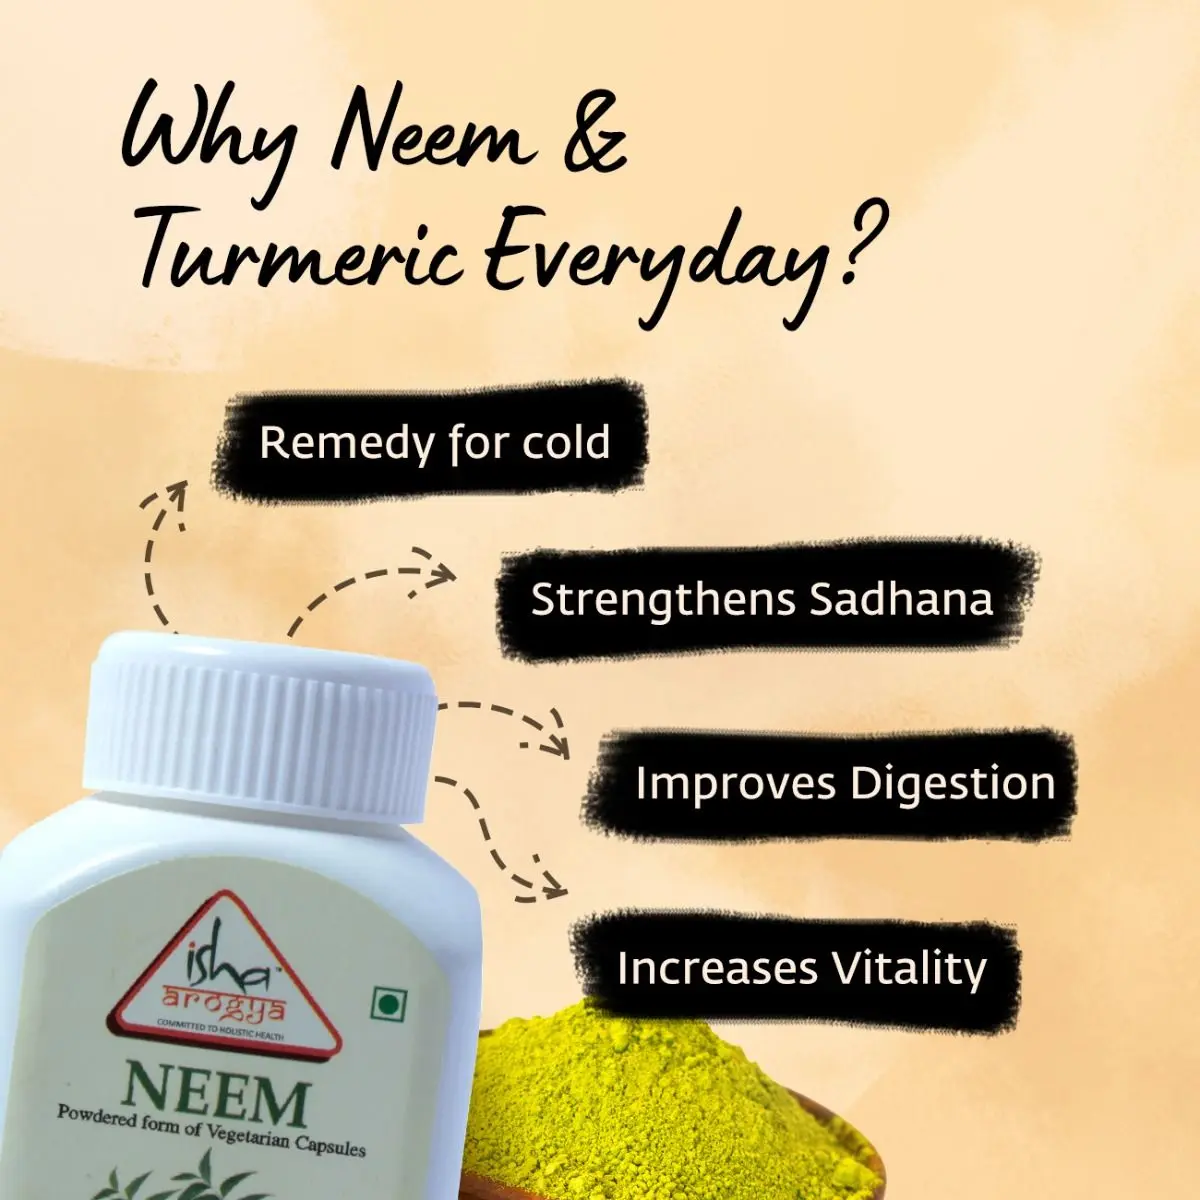 Why Neem &
Turmeric Everyday?
Remedy for cold
Strengthens Sadhana
Improves Digestion
Increases Vitality
isha™
arogya
COMMITTED TO HOLISTIC HEALTH
NEEM
Powdered form of Vegetarian Capsules